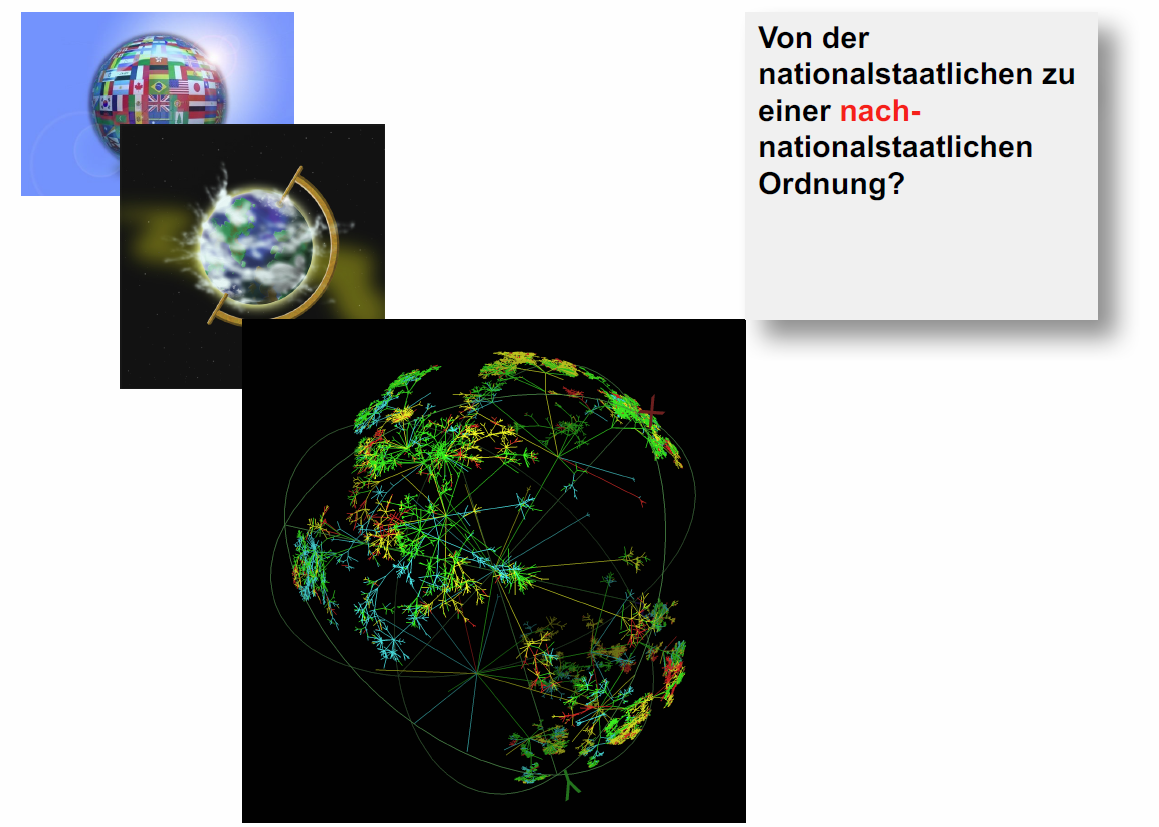 Von der
nationalstaatlichen zu
einer nach-
nationalstaatlichen
Ordnung?
X
Y